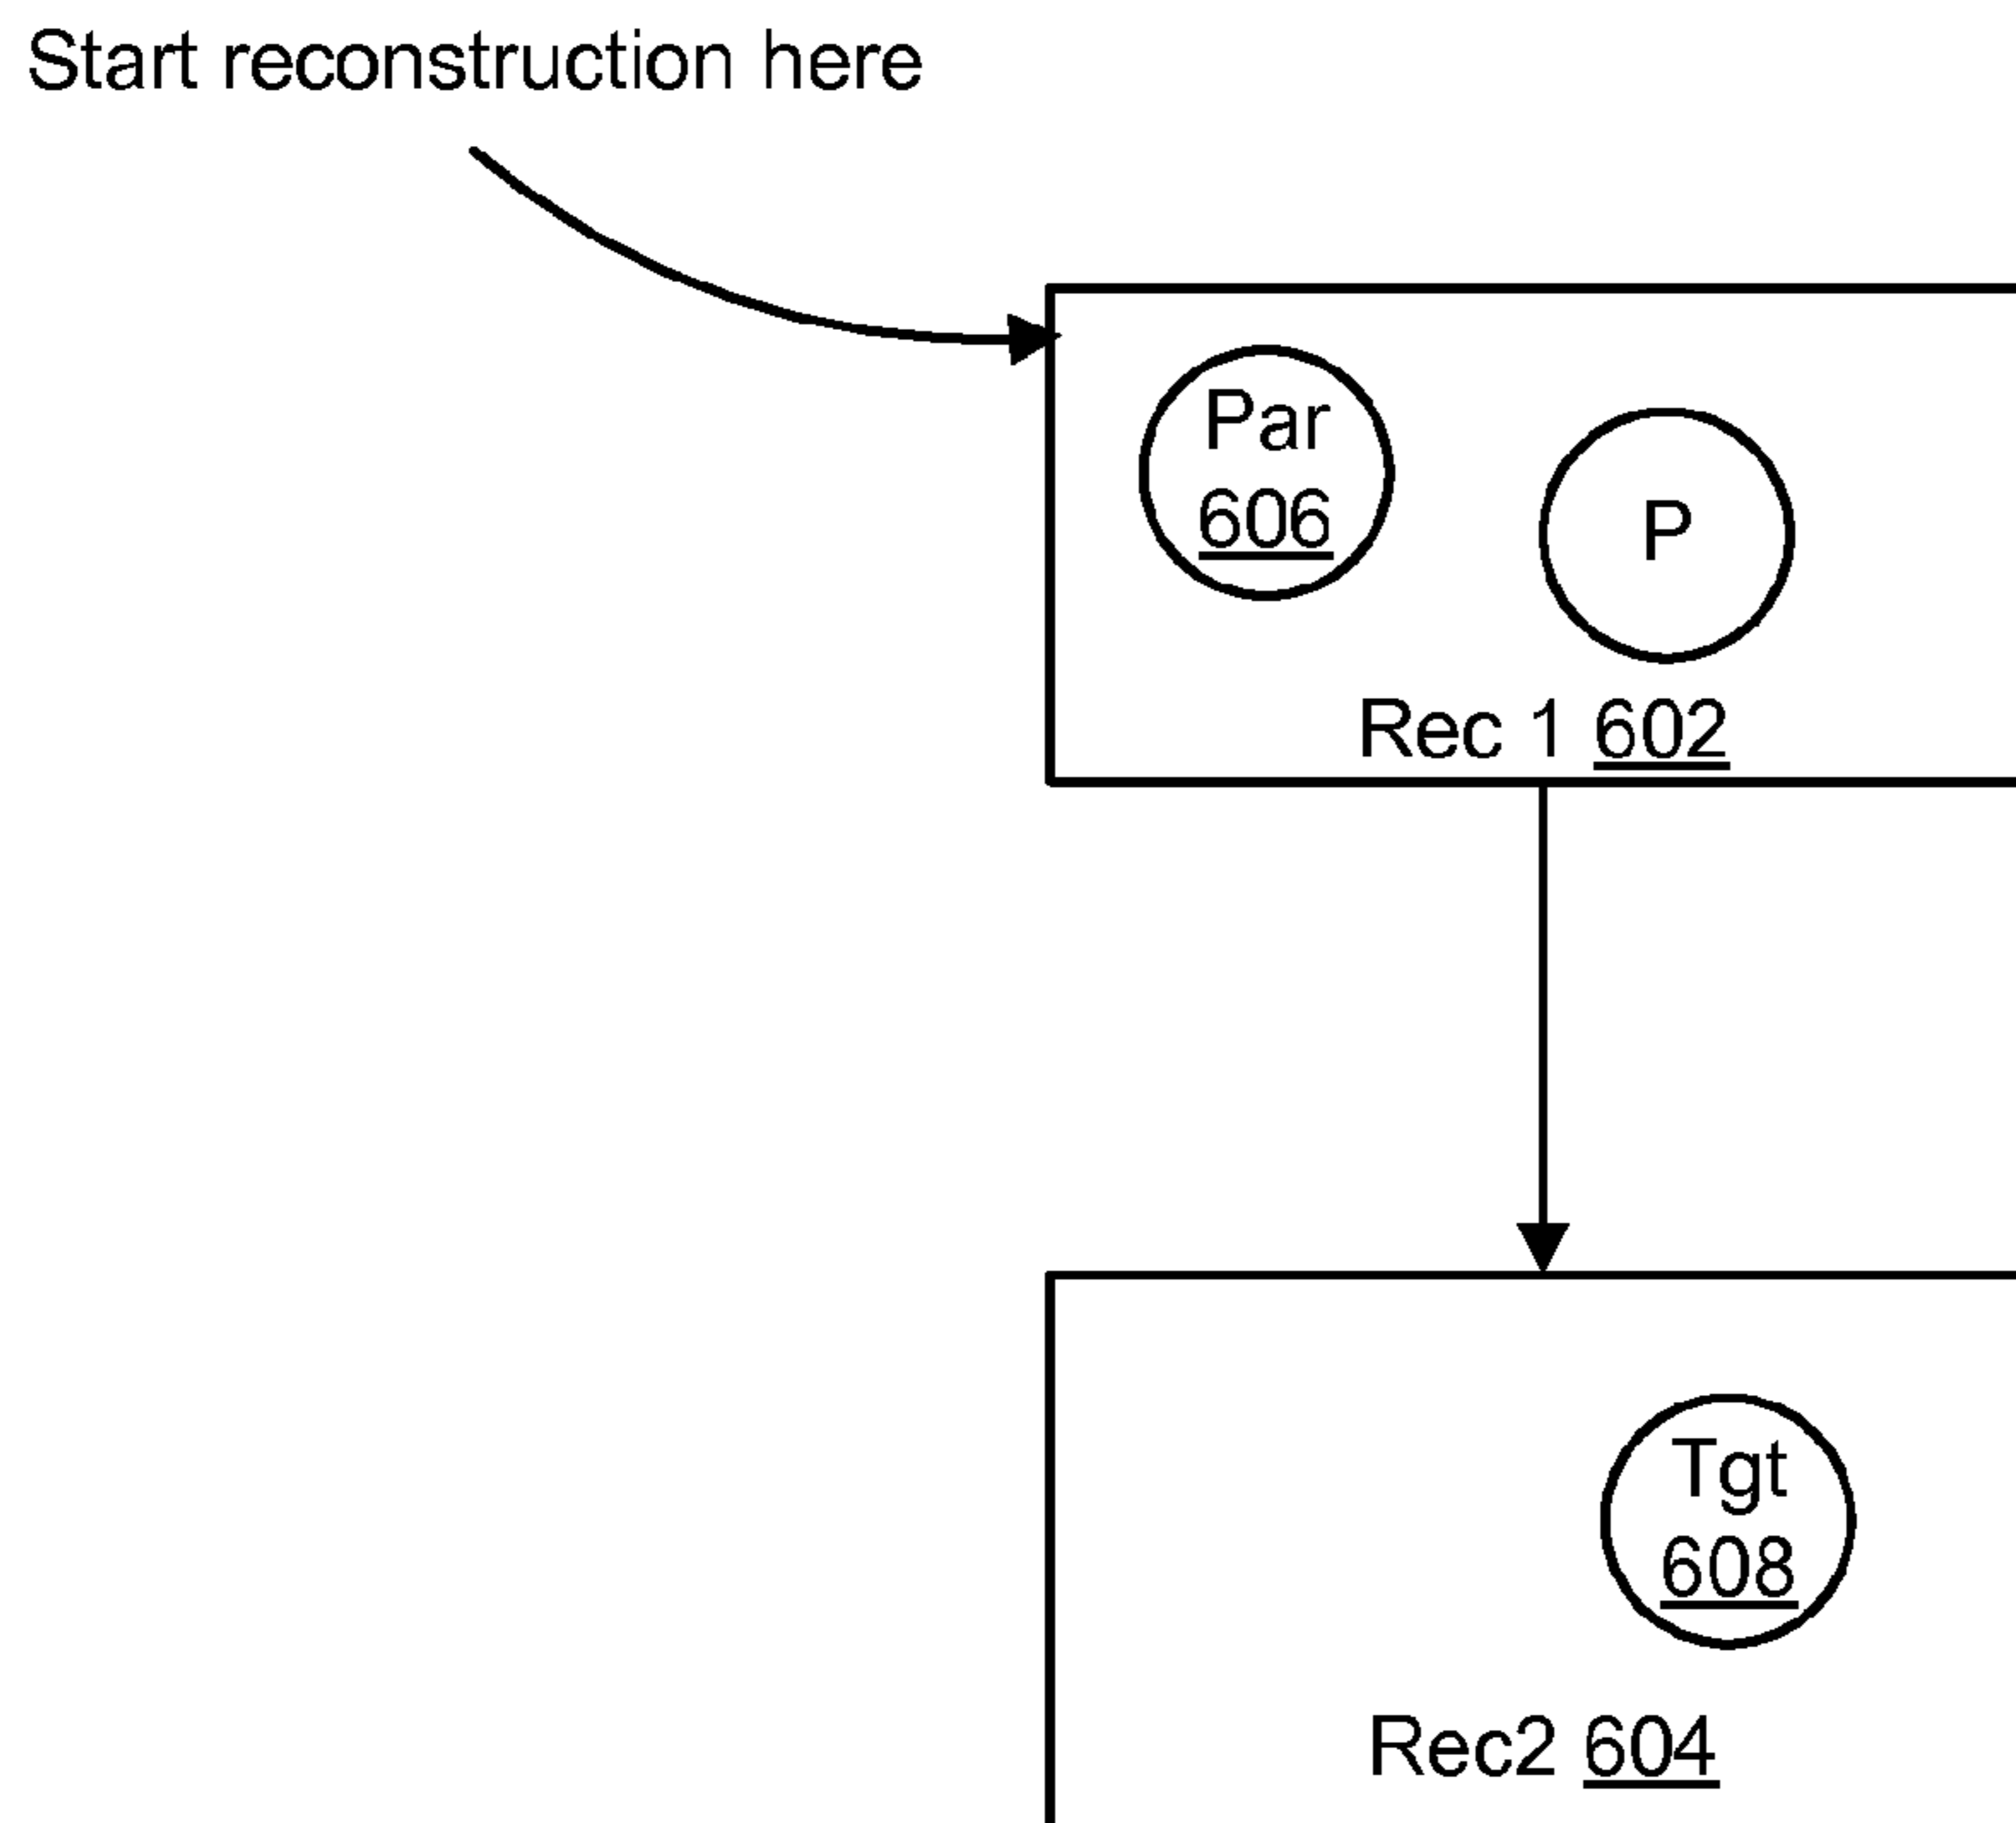 Start reconstruction here
Par
606
P
Rec 1 602
Tgt
608
Rec2 604